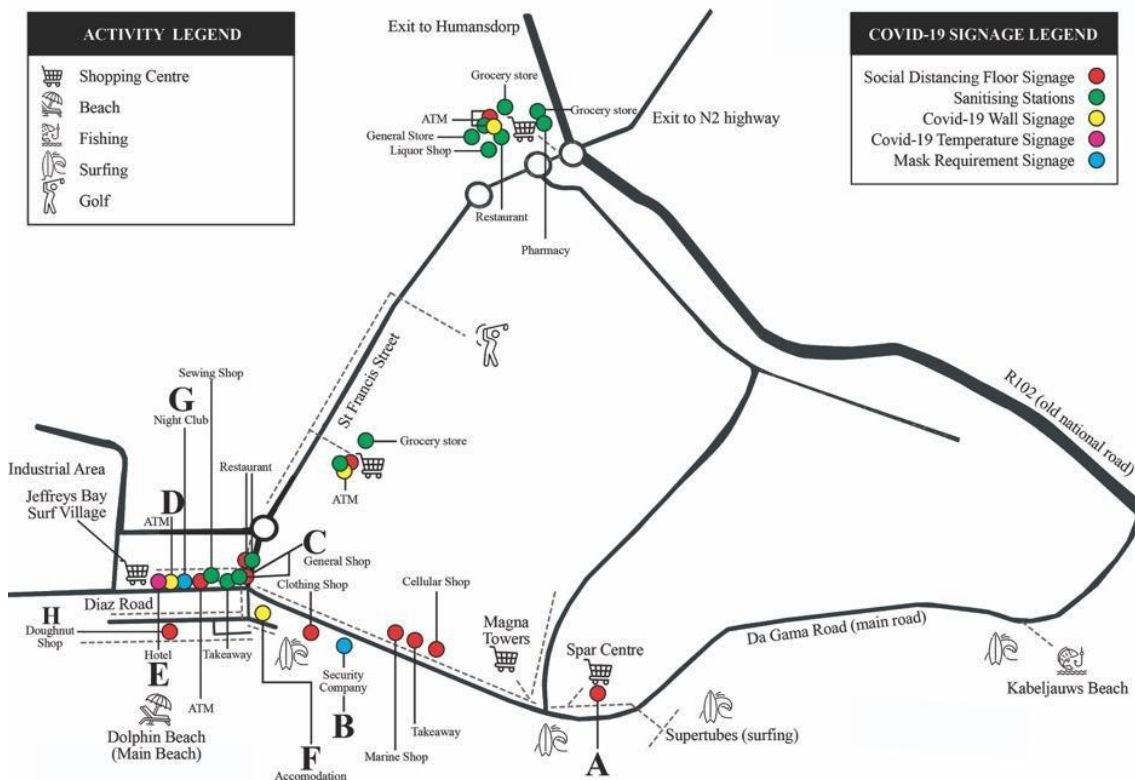 ACTIVITY LEGEND
Shopping Centre
Beach
Fishing
Surfing
Golf
Exit to Humansdorp
COVID-19 SIGNAGE LEGEND
Social Distancing Floor Signage
Sanitising Stations
Covid-19 Wall Signage
Covid-19 Temperature Signage
Mask Requirement Signage
Grocery store
Grocery store
ATM
Exit to N2 highway
General Store
Liquor Shop
Restaurant
Pharmacy
St Francis Street
R102 (old national road)
Sewing Shop
G
Night Club
Restaurant
Grocery store
Industrial Area
Jeffreys Bay
Surf Village
D
ATM
ATM
C
General Shop
Clothing Shop
Cellular Shop
Diaz Road
H
Doughnut
Shop
Hotel
Takeaway
E
ATM
Dolphin Beach
(Main Beach)
Security
Company
B
F
Accomodation
Marine Shop
Takeaway
Magna
Towers
Spar Centre
A
Da Gama Road (main road)
Supertubes (surfing)
Kabeljauws Beach